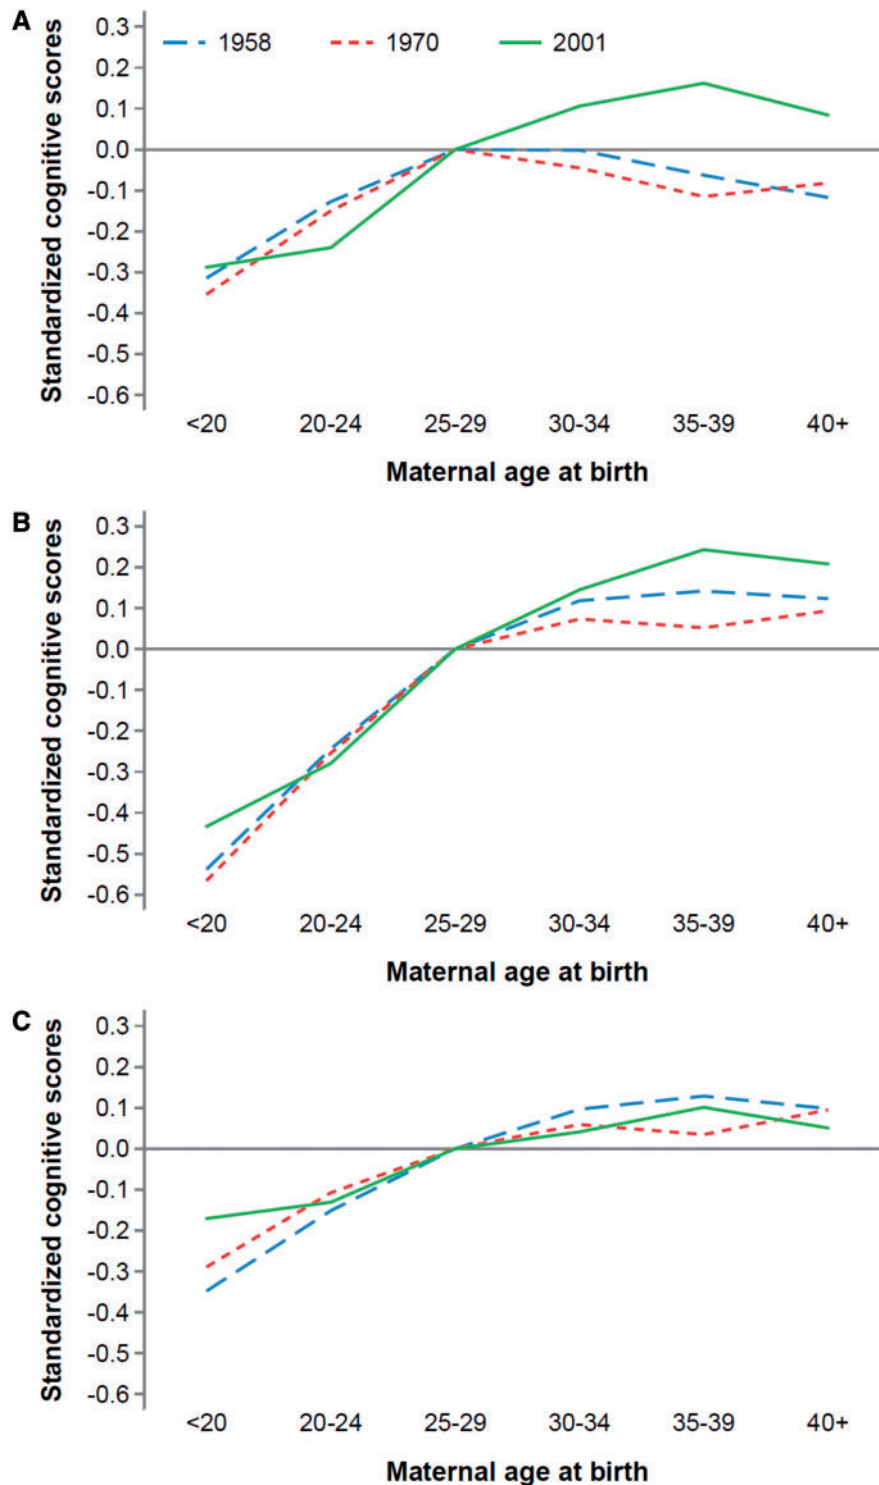 A
0.3
1958 1970 2001
0.2
0.1
0.0
-0.1
-0.2
-0.3
-0.4
-0.5
-0.6
Standardized cognitive scores
<20 20-24 25-29 30-34 35-39 40+
Maternal age at birth
B
0.3
0.2
0.1
0.0
-0.1
-0.2
-0.3
-0.4
-0.5
-0.6
Standardized cognitive scores
<20 20-24 25-29 30-34 35-39 40+
Maternal age at birth
C
0.3
0.2
0.1
0.0
-0.1
-0.2
-0.3
-0.4
-0.5
-0.6
Standardized cognitive scores
<20 20-24 25-29 30-34 35-39 40+
Maternal age at birth